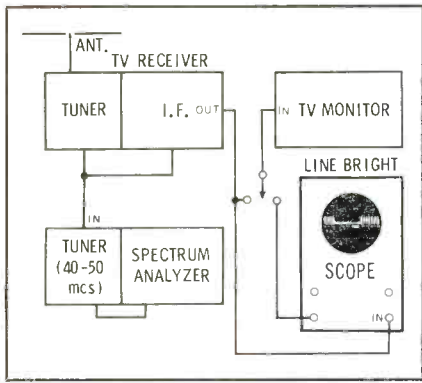 ANT.
TV RECEIVER
TUNER
I.F. OUT
IN TV MONITOR
LINE BRIGHT
IN
TUNER
(40-50
mcs)
SPECTRUM
ANALYZER
SCOPE
IN